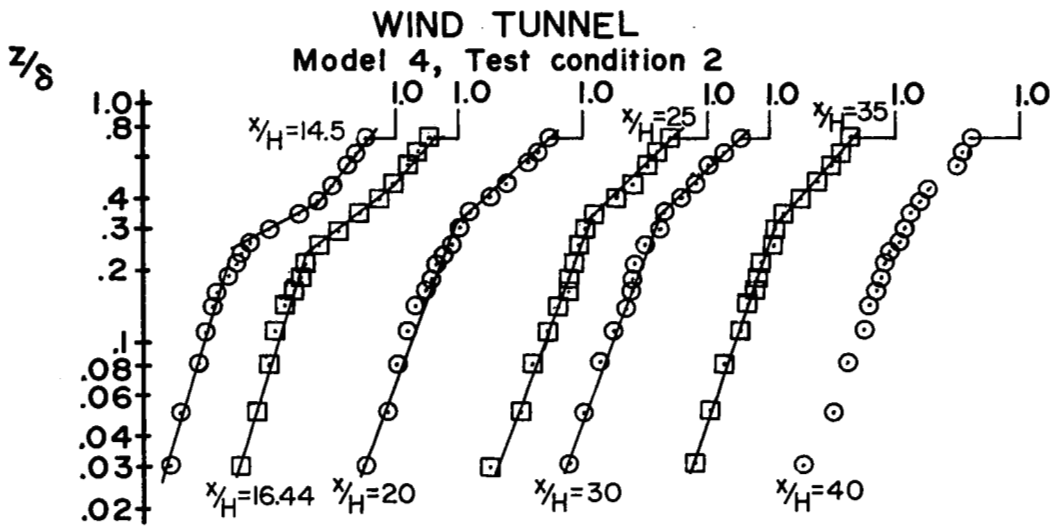 WIND TUNNEL
Model 4, Test condition 2
z/δ
1.0 1.0 1.0 1.0 1.0 1.0 1.0
x/H=14.5 x/H=25 x/H=35
1.0
.8
.4
.3
.2
.1
.08
.06
.04
.03
.02
x/H=16.44 x/H=20 x/H=30 x/H=40